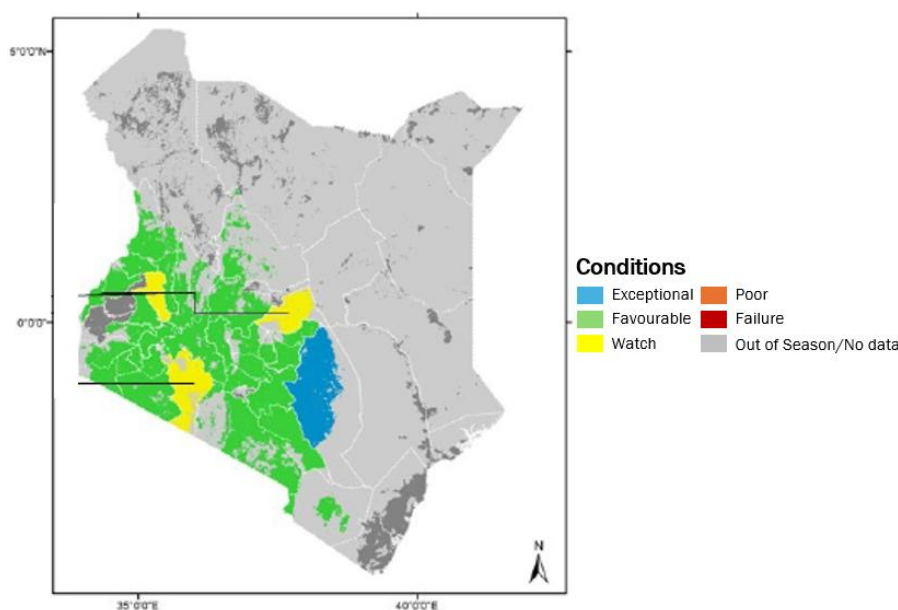 5°0'0"N
0°0'0"
35°0'0"E
40°0'0"E
N
Conditions
Exceptional
Poor
Favourable
Failure
Watch
Out of Season/No data